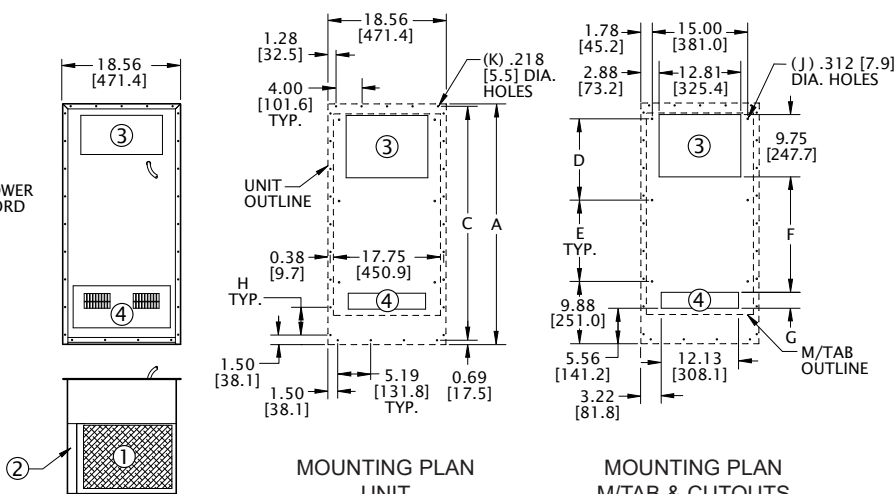 18.56
[471.4]
3
OWER
ORD
4
2
1
18.56
[471.4]
1.28
[32.5]
4.00
[101.6]
TYP.
(K) .218
[5.5] DIA.
HOLES
3
UNIT
OUTLINE
C
A
0.38
[9.7]
17.75
[450.9]
H
TYP.
4
1.50
[38.1]
1.50
[38.1]
5.19
[131.8]
TYP.
0.69
[17.5]
MOUNTING PLAN
UNIT
1.78
[45.2]
15.00
[381.0]
2.88
[73.2]
12.81
[325.4]
(J) .312 [7.9]
DIA. HOLES
3
9.75
[247.7]
D
E
TYP.
F
4
9.88
[251.0]
G
5.56
[141.2]
12.13
[308.1]
M/TAB
OUTLINE
3.22
[81.8]
MOUNTING PLAN
M/TAB & CUTOUTS